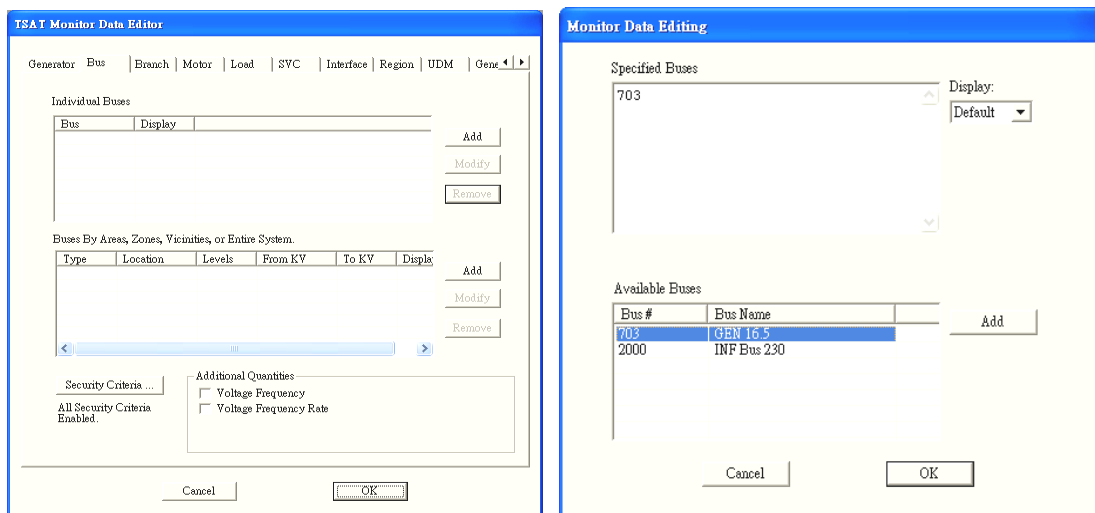 TSAT Monitor Data Editor
Generator Bus Branch Motor Load SVC Interface Region UDM Gene
Individual Buses
Bus Display
Add
Modify
Remove
Buses By Areas, Zones, Vicinities, or Entire System.
Type Location Levels From KV To KV Displa
Add
Modify
Remove
Security Criteria ...
All Security Criteria
Enabled.
Additional Quantities
Voltage Frequency
Voltage Frequency Rate
Cancel OK
Monitor Data Editing
Specified Buses
703
Display:
Default
Available Buses
Bus # Bus Name
703 GEN 16.5
2000 INF Bus 230
Add
Cancel OK